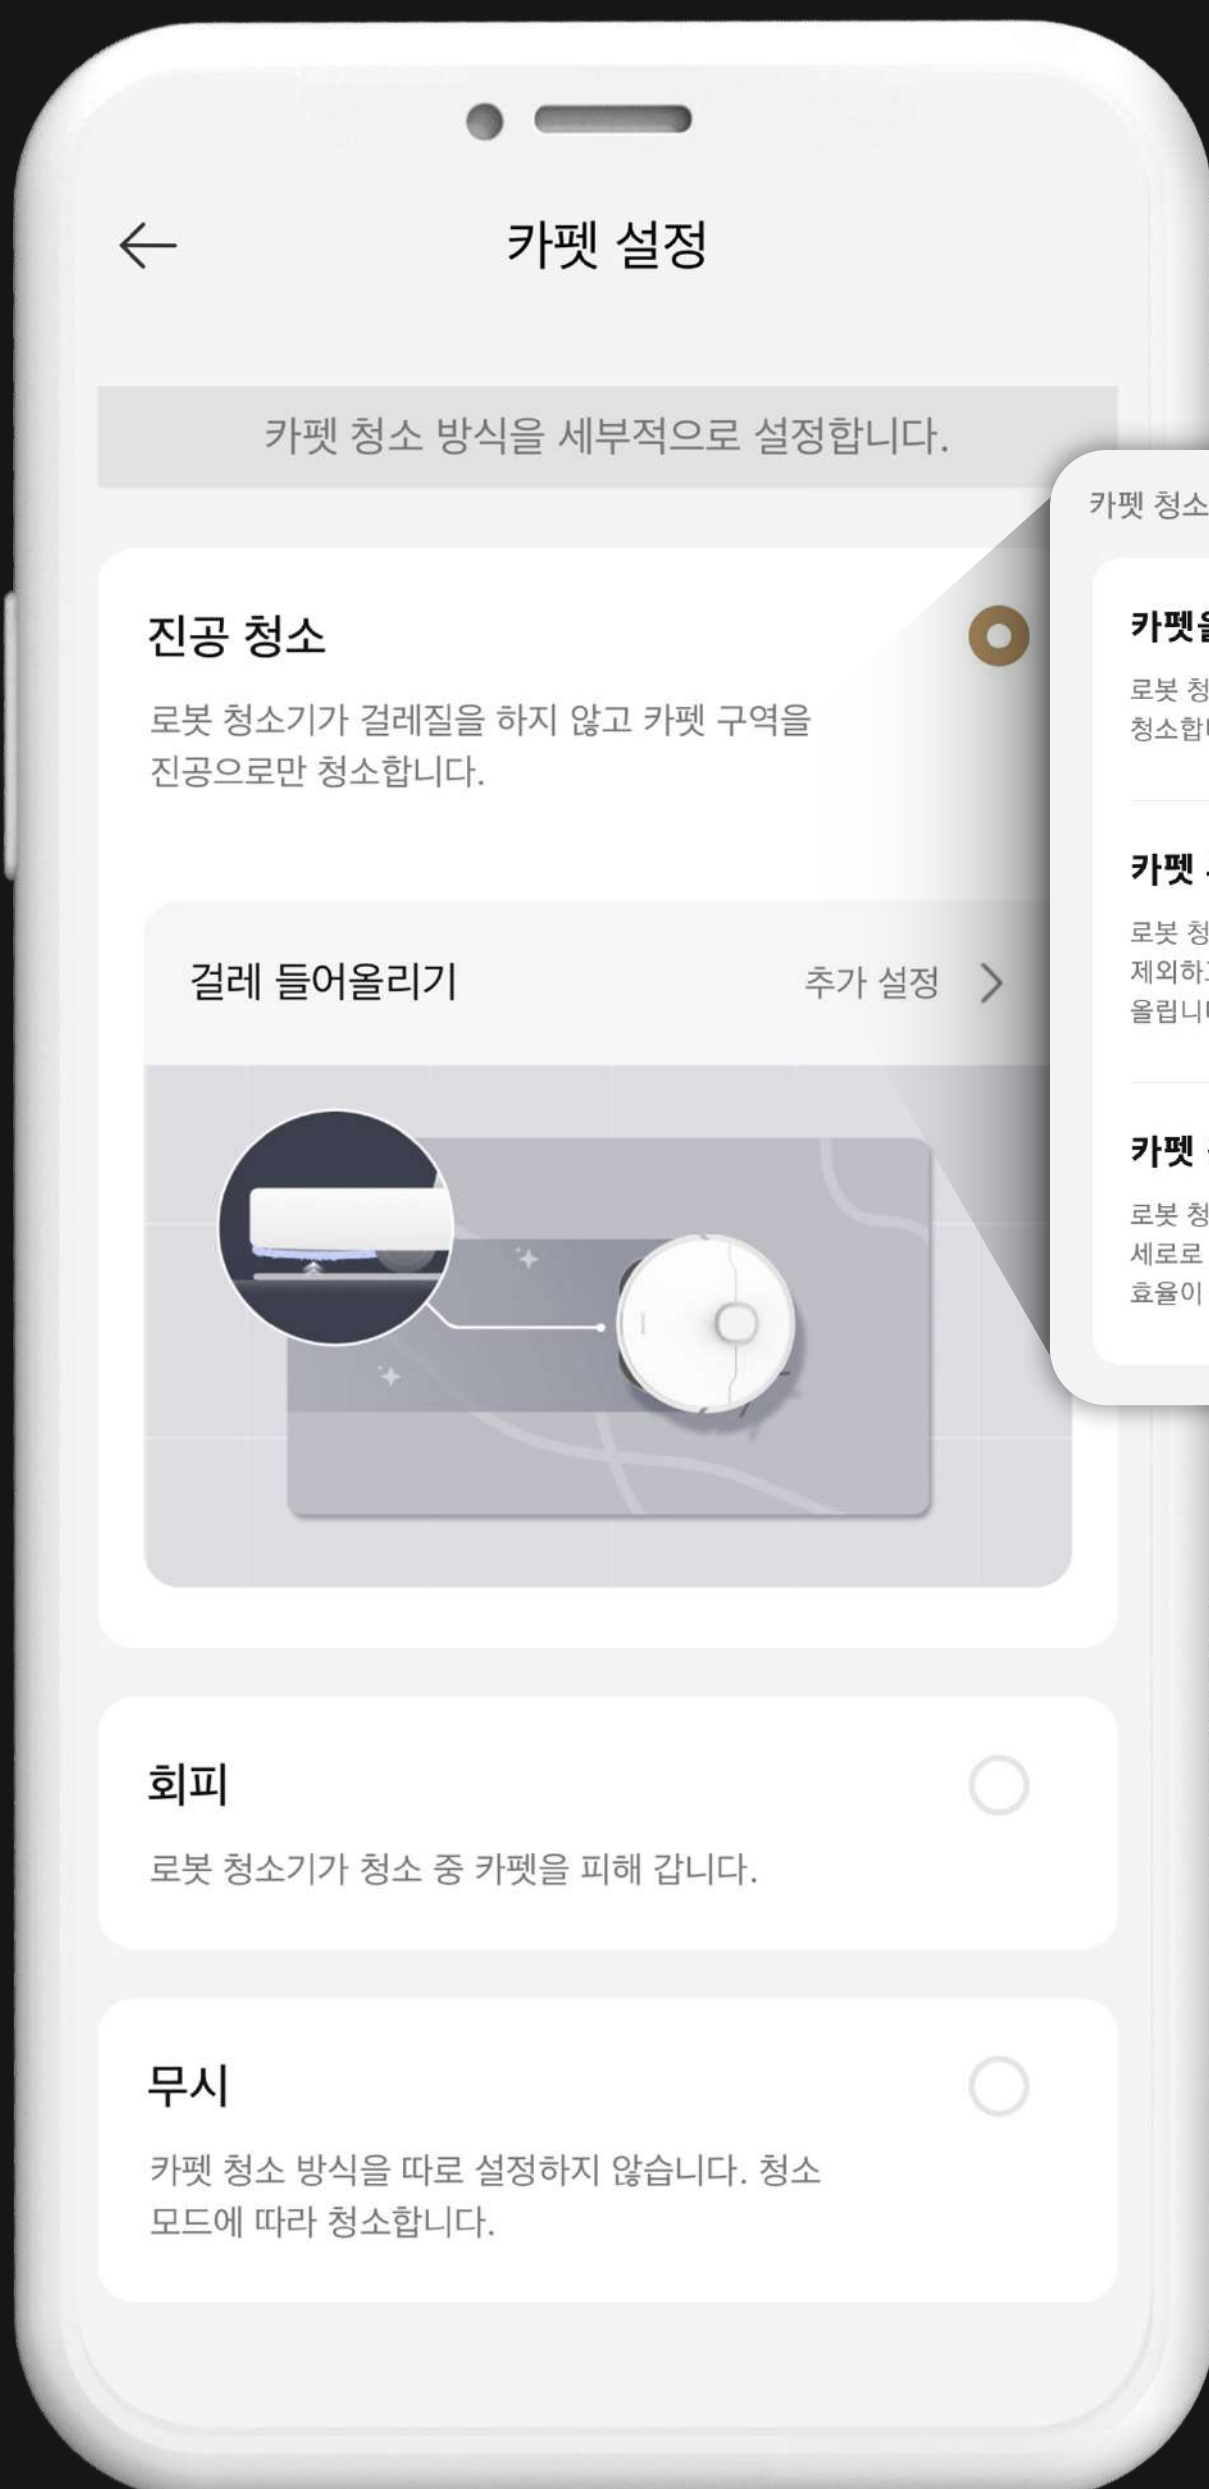 카펫 설정
카펫 청소 방식을 세부적으로 설정합니다.
진공 청소
로봇 청소기가 걸레질을 하지 않고 카펫 구역을
진공으로만 청소합니다.
걸레 들어올리기
추가 설정
회피
로봇 청소기가 청소 중 카펫을 피해 갑니다.
무시
카펫 청소 방식을 따로 설정하지 않습니다. 청소
모드에 따라 청소합니다.
카펫 청소
카펫을
로봇 청
청소합
카펫
로봇 청
제외하
올립니
카펫
로봇 청
세로로
효율이